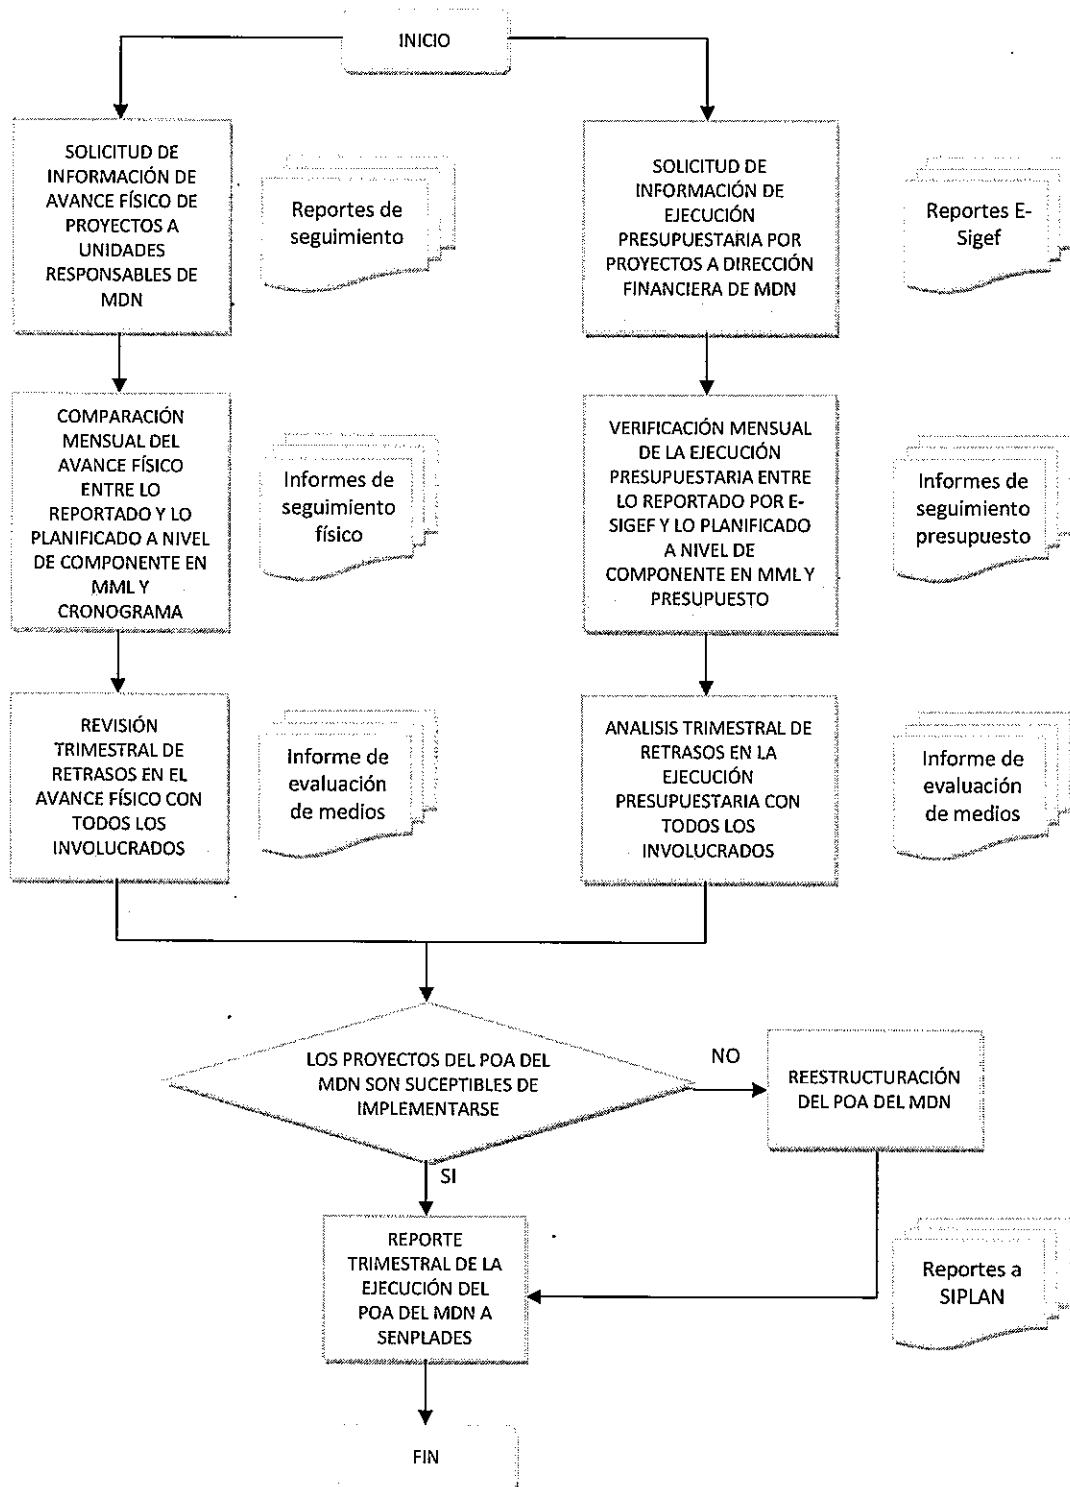 INICIO
SOLICITUD DE
INFORMACIÓN DE
AVANCE FÍSICO DE
PROYECTOS A
UNIDADES
RESPONSABLES DE
MDN
Reportes de
seguimiento
SOLICITUD DE
INFORMACIÓN DE
EJECUCIÓN
PRESUPUESTARIA POR
PROYECTOS A DIRECCIÓN
FINANCIERA DE MDN
Reportes E-
Sigef
COMPARACIÓN
MENSUAL DEL
AVANCE FÍSICO
ENTRE LO
REPORTADO Y LO
PLANIFICADO A NIVEL
DE COMPONENTE EN
MML Y
CRONOGRAMA
Informes de
seguimiento
físico
VERIFICACIÓN MENSUAL
DE LA EJECUCIÓN
PRESUPUESTARIA ENTRE
LO REPORTADO POR E-
SIGEF Y LO PLANIFICADO
A NIVEL DE
COMPONENTE EN MML Y
PRESUPUESTO
Informes de
seguimiento
presupuesto
REVISIÓN
TRIMESTRAL DE
RETRASOS EN EL
AVANCE FÍSICO CON
TODOS LOS
INVOLUCRADOS
Informe de
evaluación
de medios
ANALISIS TRIMESTRAL DE
RETRASOS EN LA
EJECUCIÓN
PRESUPUESTARIA CON
TODOS LOS
INVOLUCRADOS
Informe de
evaluación
de medios
LOS PROYECTOS DEL POA DEL
MDN SON SUCEPTIBLES DE
IMPLEMENTARSE
NO
REESTRUCTURACIÓN
DEL POA DEL MDN
SI
REPORTE
TRIMESTRAL DE LA
EJECUCIÓN DEL
POA DEL MDN A
SENPLADES
Reportes a
SIPLAN
FIN